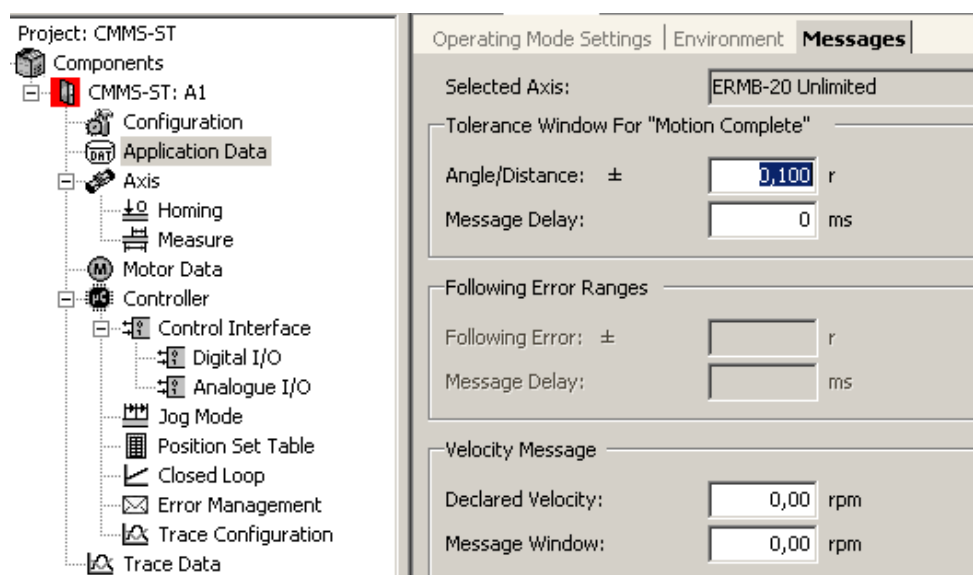 Project: CMMS-ST
Components
CMMS-ST: A1
Configuration
DAT Application Data
Axis
Homing
Measure
M Motor Data
Controller
Control Interface
Digital I/O
Analogue I/O
Jog Mode
Position Set Table
Closed Loop
Error Management
Trace Configuration
Trace Data
Operating Mode Settings Environment Messages
Selected Axis: ERMB-20 Unlimited
Tolerance Window For "Motion Complete"
Angle/Distance: ± 0,100 r
Message Delay: 0 ms
Following Error Ranges
Following Error: ± r
Message Delay: ms
Velocity Message
Declared Velocity: 0,00 rpm
Message Window: 0,00 rpm